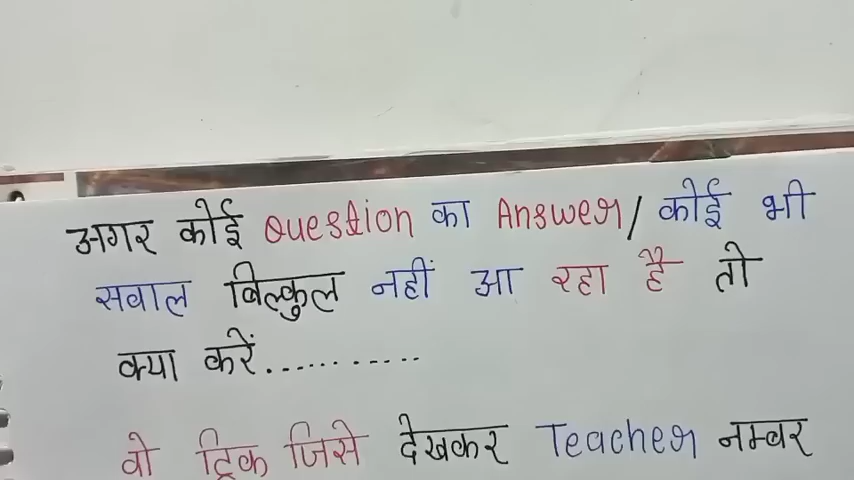 अगर कोई Question का Answer/ कोई भी
सवाल बिल्कुल नहीं आ रहा है तो
क्या करें............
वो ट्रिक जिसे देखकर Teacher नम्बर